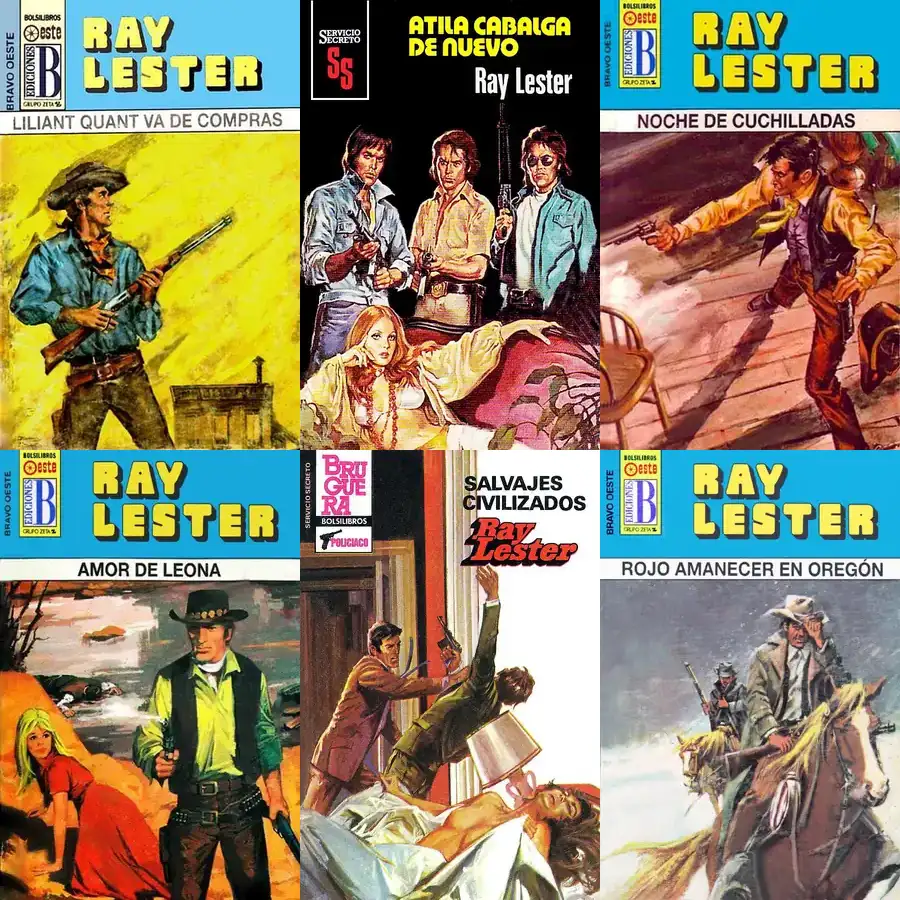 BOLSILIBROS
Oeste
BRAVO OESTE
EDICIONES
B
GRUPO ZETA
RAY
LESTER
LILIANT QUANT VA DE COMPRAS
SERVICIO
SECRETO
SS
ATILA CABALGA
DE NUEVO
Ray Lester
BOLSILIBROS
Oeste
BRAVO OESTE
EDICIONES
B
GRUPO ZETA
RAY
LESTER
NOCHE DE CUCHILLADAS
BOLSILIBROS
Oeste
BRAVO OESTE
EDICIONES
B
GRUPO ZETA
RAY
LESTER
AMOR DE LEONA
SERVICIO SECRETO
BRU
GUE
RA
BOLSILIBROS
POLICIACO
SALVAJES
CIVILIZADOS
Ray
Lester
BOLSILIBROS
Oeste
BRAVO OESTE
EDICIONES
B
GRUPO ZETA
RAY
LESTER
ROJO AMANECER EN OREGÓN